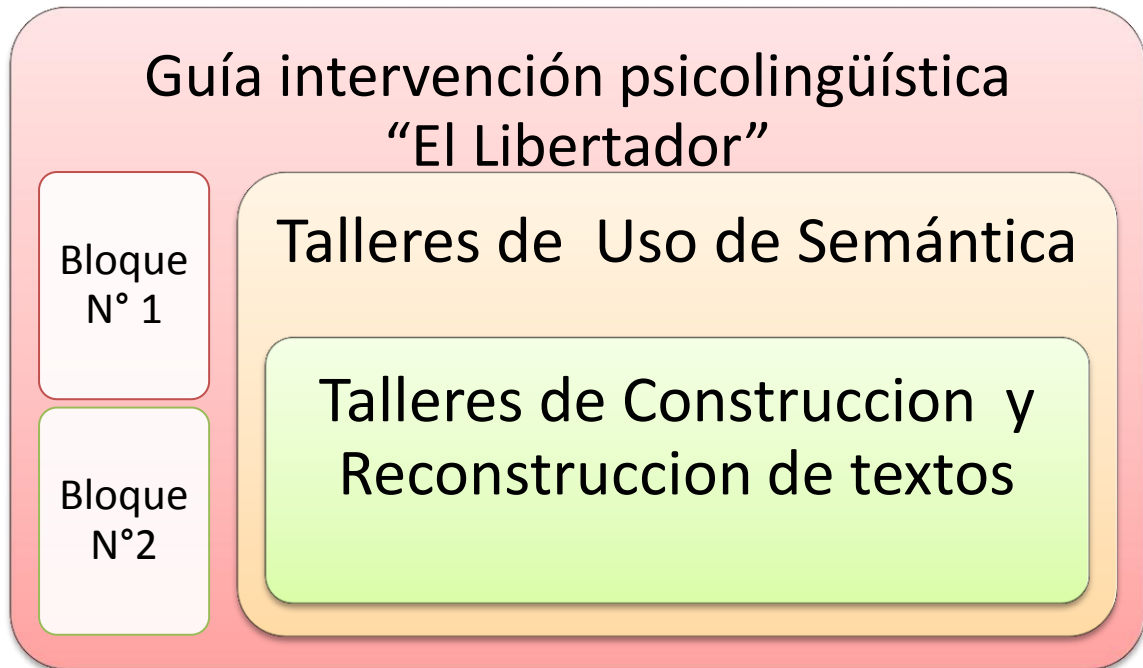 Guía intervención psicolingüística
“El Libertador”
Bloque
N° 1
Talleres de  Uso de Semántica
Bloque
N°2
Talleres de Construccion  y
Reconstruccion de textos